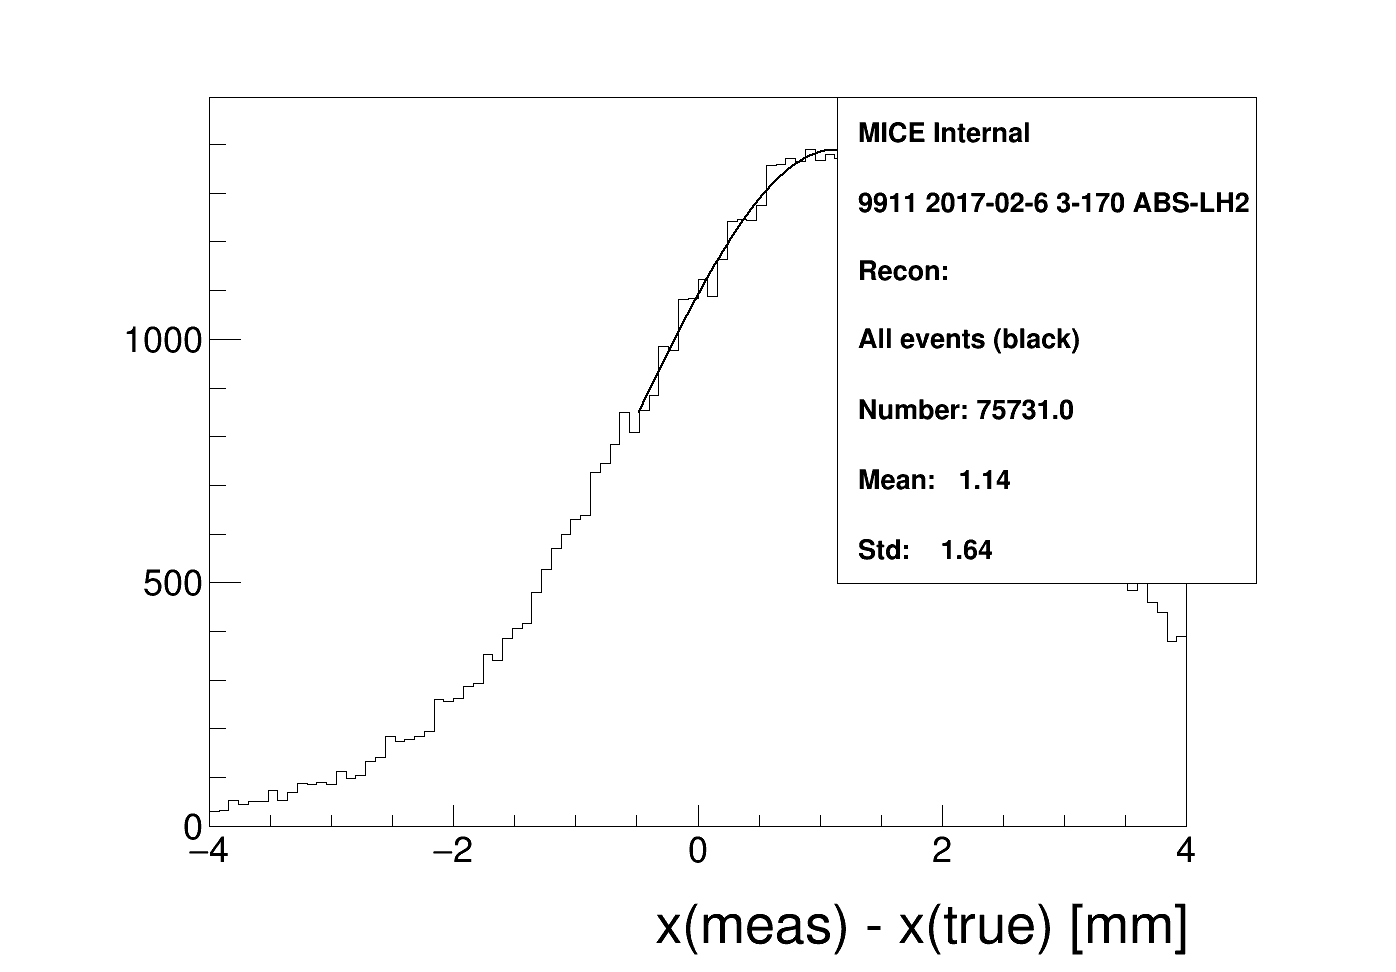 MICE Internal
9911 2017-02-6 3-170 ABS-LH2
Recon:
All events (black)
Number: 75731.0
Mean: 1.14
Std: 1.64
1000
500
0
−4 −2 0 2 4
x(meas) - x(true) [mm]